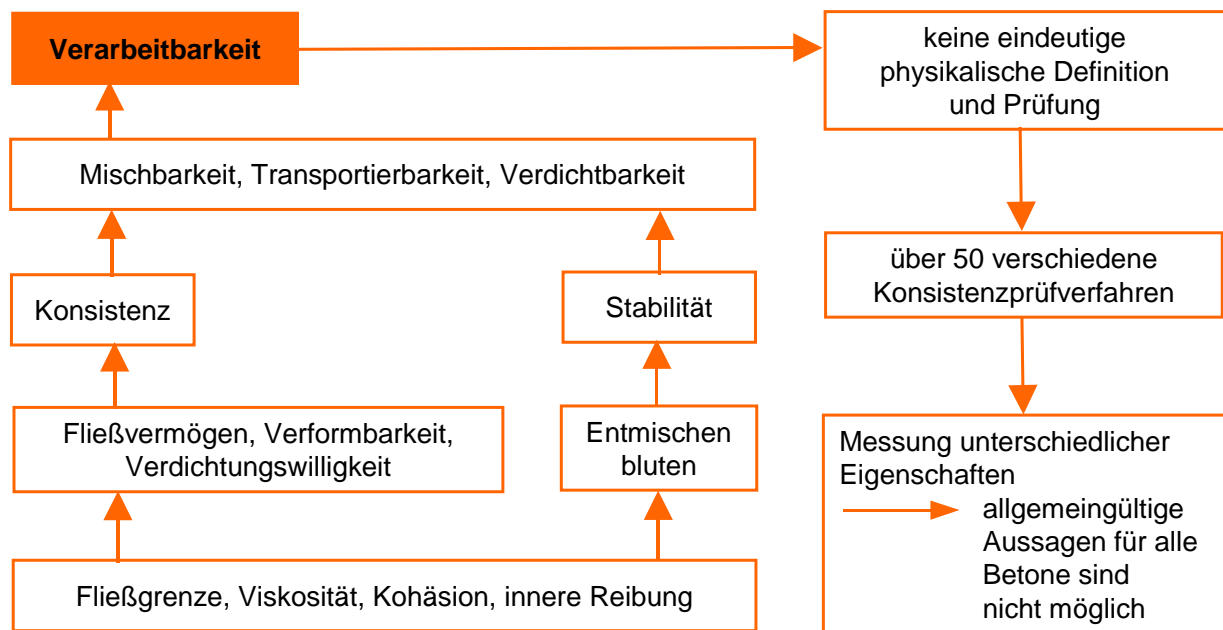 Verarbeitbarkeit
keine eindeutige
physikalische Definition
und Prüfung
Mischbarkeit, Transportierbarkeit, Verdichtbarkeit
über 50 verschiedene
Konsistenzprüfverfahren
Konsistenz
Stabilität
Fließvermögen, Verformbarkeit,
Verdichtungswilligkeit
Entmischen
bluten
Messung unterschiedlicher
Eigenschaften
allgemeingültige
Aussagen für alle
Betone sind
nicht möglich
Fließgrenze, Viskosität, Kohäsion, innere Reibung